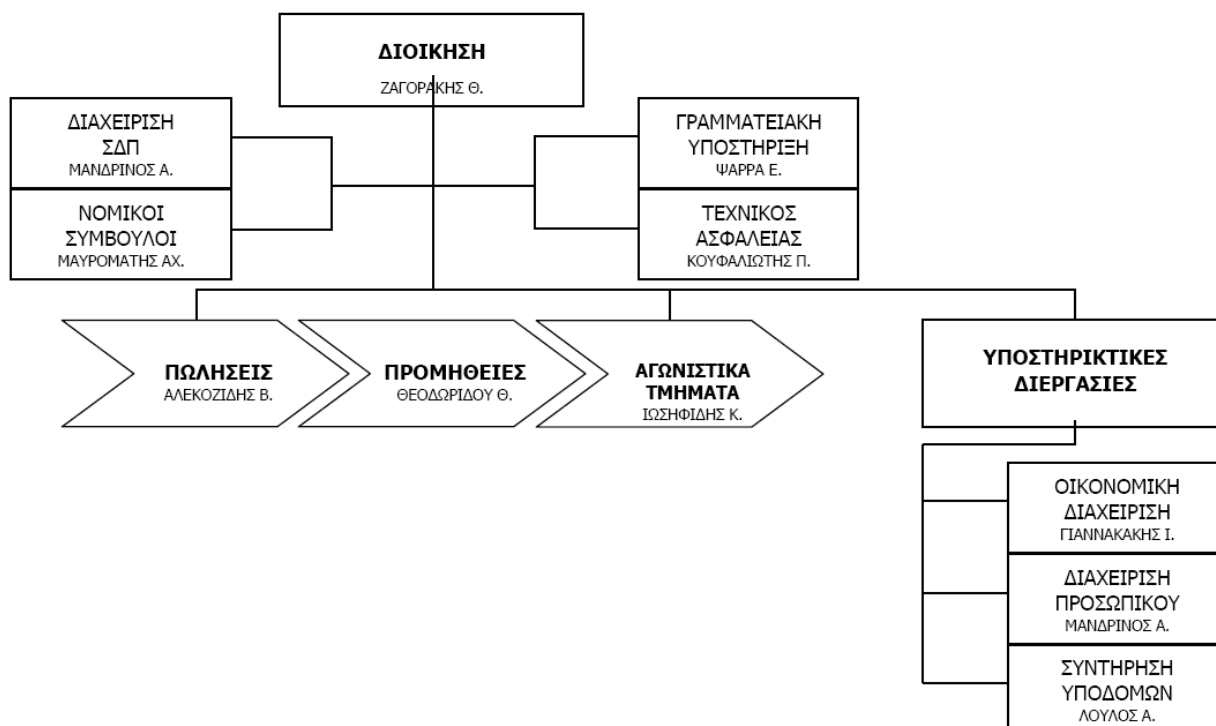 ΔΙΟΙΚΗΣΗ
ΖΑΓΟΡΑΚΗΣ Θ.
ΔΙΑΧΕΙΡΙΣΗ
ΣΔΠ
ΜΑΝΔΡΙΝΟΣ Α.
ΝΟΜΙΚΟΙ
ΣΥΜΒΟΥΛΟΙ
ΜΑΥΡΟΜΑΤΗΣ ΑΧ.
ΓΡΑΜΜΑΤΕΙΑΚΗ
ΥΠΟΣΤΗΡΙΞΗ
ΨΑΡΡΑ Ε.
ΤΕΧΝΙΚΟΣ
ΑΣΦΑΛΕΙΑΣ
ΚΟΥΦΑΛΙΩΤΗΣ Π.
ΠΩΛΗΣΕΙΣ
ΑΛΕΚΟΖΙΔΗΣ Β.
ΠΡΟΜΗΘΕΙΕΣ
ΘΕΟΔΩΡΙΔΟΥ Θ.
ΑΓΩΝΙΣΤΙΚΑ
ΤΜΗΜΑΤΑ
ΙΩΣΗΦΙΔΗΣ Κ.
ΥΠΟΣΤΗΡΙΚΤΙΚΕΣ
ΔΙΕΡΓΑΣΙΕΣ
ΟΙΚΟΝΟΜΙΚΗ
ΔΙΑΧΕΙΡΙΣΗ
ΓΙΑΝΝΑΚΑΚΗΣ Ι.
ΔΙΑΧΕΙΡΙΣΗ
ΠΡΟΣΩΠΙΚΟΥ
ΜΑΝΔΡΙΝΟΣ Α.
ΣΥΝΤΗΡΗΣΗ
ΥΠΟΔΟΜΩΝ
ΛΟΥΛΟΣ Α.